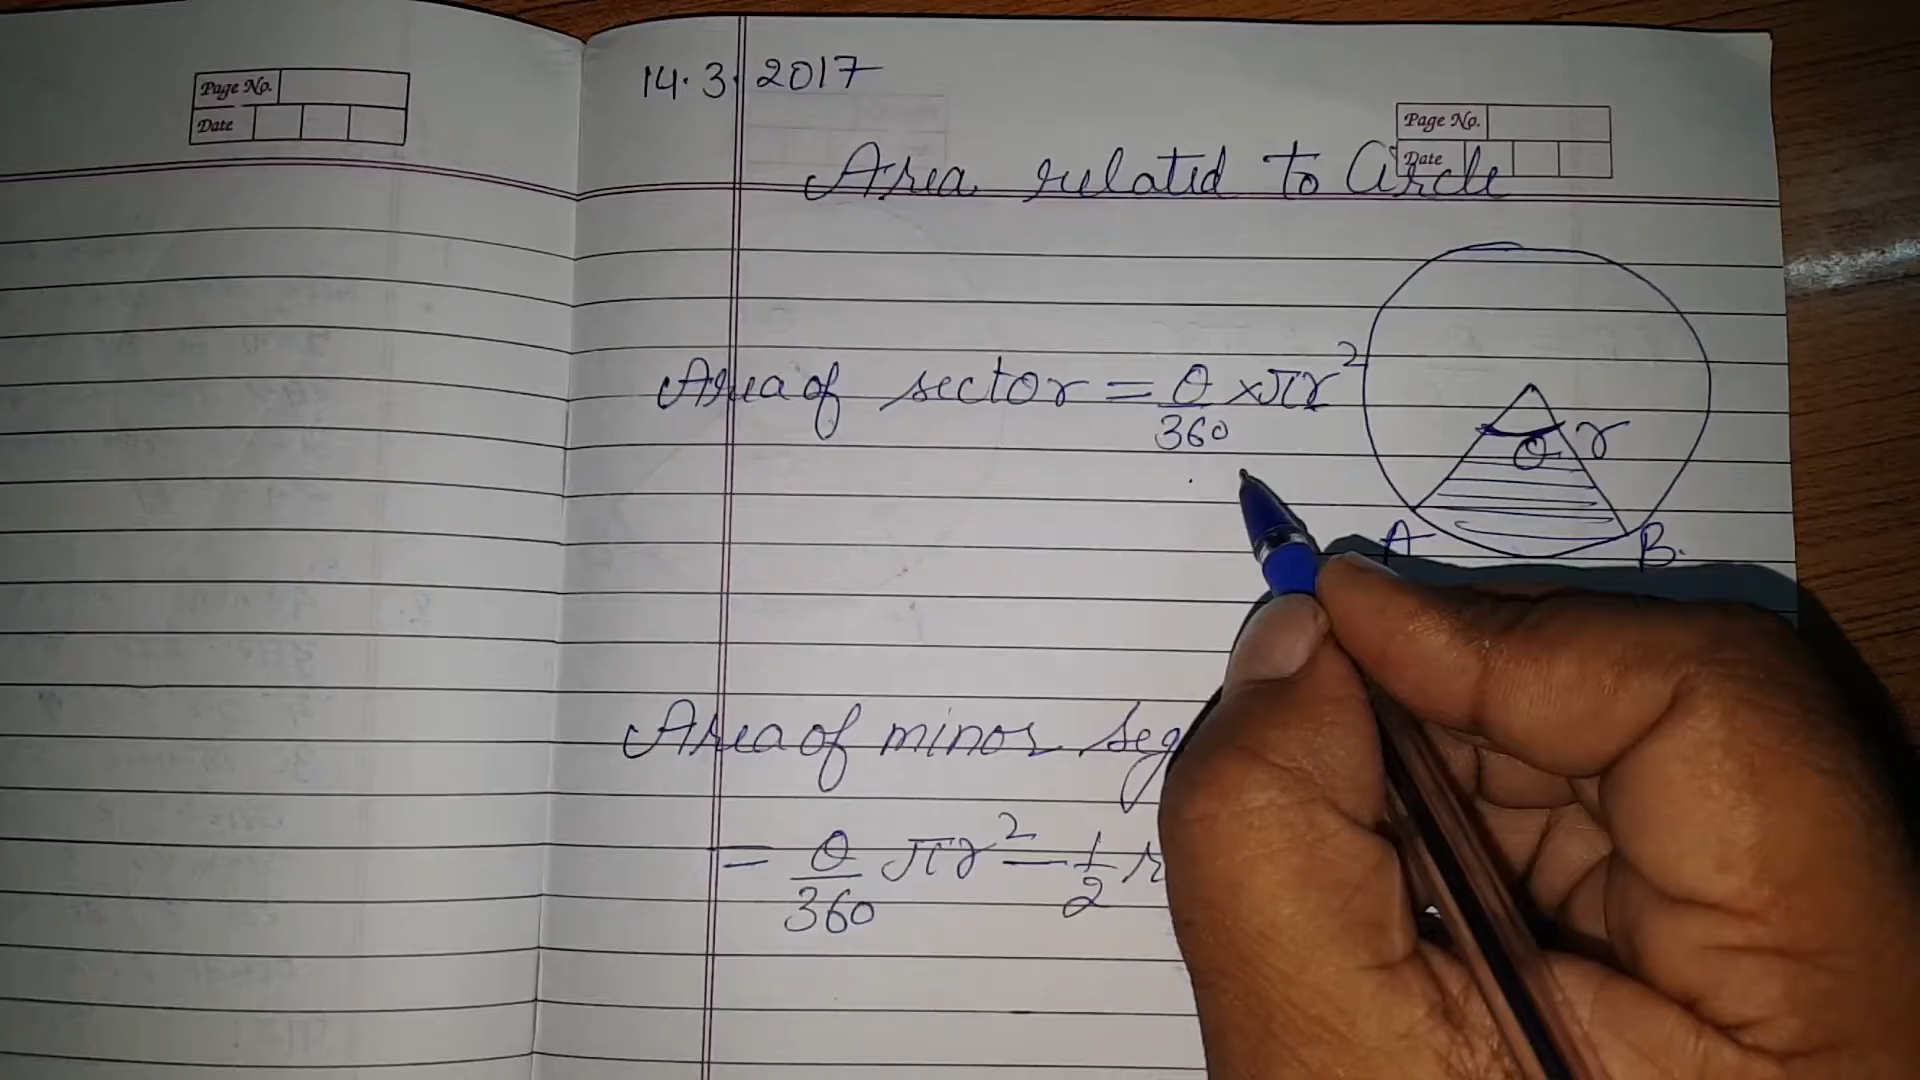 Page No.
Date
14.3.2017
Page No.
Date
Area related to Circle
Area of sector = θ/360 × πr²
θ r
A B
Area of minor
= θ/360 πr² - 1/2